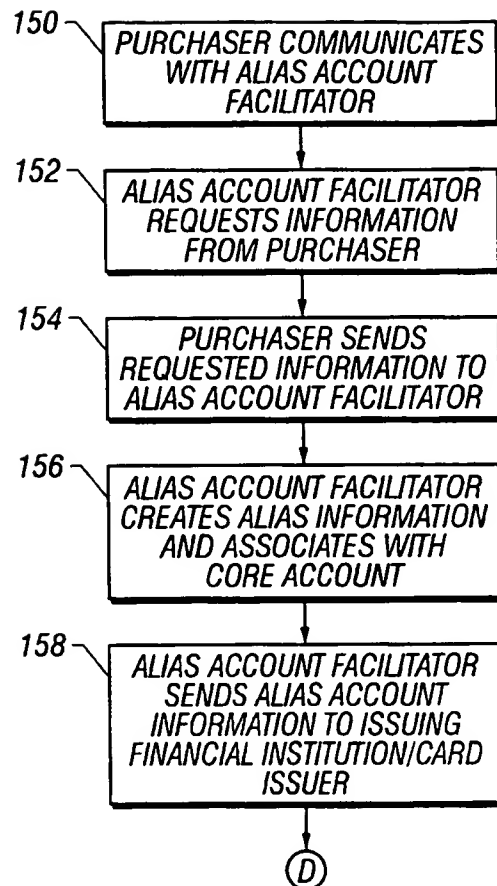 150
PURCHASER COMMUNICATES
WITH ALIAS ACCOUNT
FACILITATOR
152
ALIAS ACCOUNT FACILITATOR
REQUESTS INFORMATION
FROM PURCHASER
154
PURCHASER SENDS
REQUESTED INFORMATION TO
ALIAS ACCOUNT FACILITATOR
156
ALIAS ACCOUNT FACILITATOR
CREATES ALIAS INFORMATION
AND ASSOCIATES WITH
CORE ACCOUNT
158
ALIAS ACCOUNT FACILITATOR
SENDS ALIAS ACCOUNT
INFORMATION TO ISSUING
FINANCIAL INSTITUTION/CARD
ISSUER
D